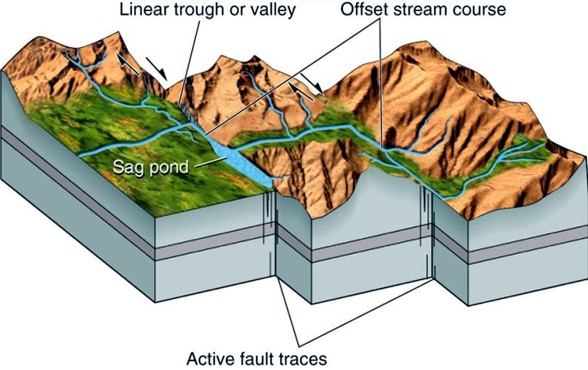 Linear trough or valley
Offset stream course
Sag pond
Active fault traces